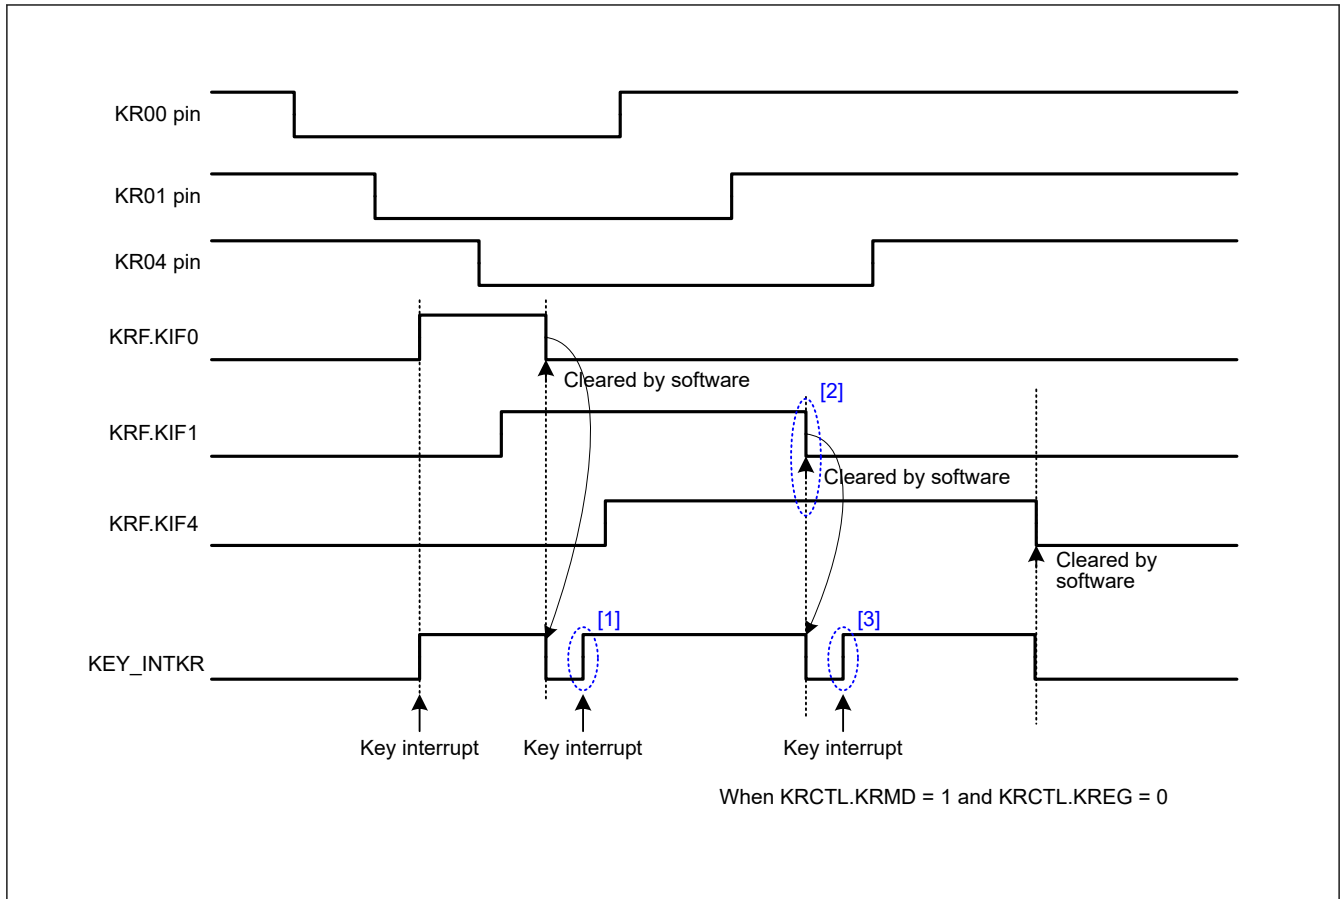 KR00 pin
KR01 pin
KR04 pin
KRF.KIF0
Cleared by software
[2]
KRF.KIF1
Cleared by software
KRF.KIF4
Cleared by
software
[1]
[3]
KEY_INTKR
Key interrupt
Key interrupt
Key interrupt
When KRCTL.KRMD = 1 and KRCTL.KREG = 0